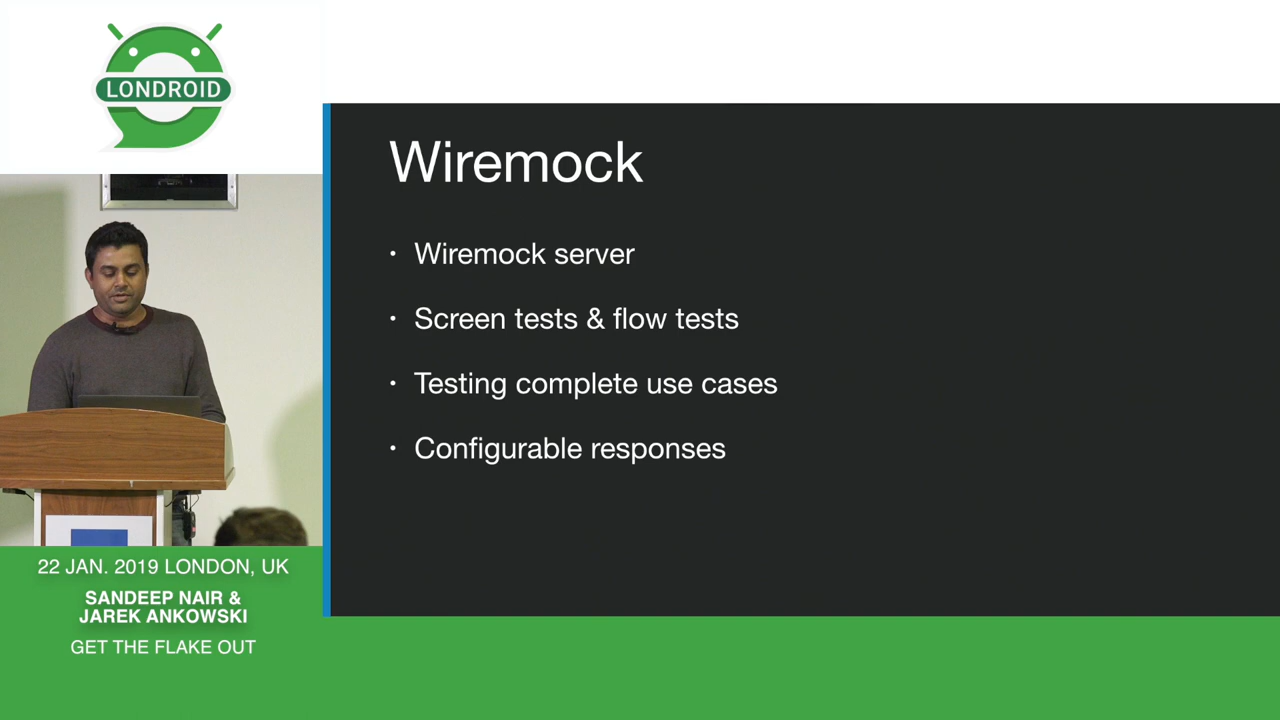 LONDROID
22 JAN. 2019 LONDON, UK
SANDEEP NAIR &
JAREK ANKOWSKI
GET THE FLAKE OUT
Wiremock
• Wiremock server
• Screen tests & flow tests
• Testing complete use cases
• Configurable responses